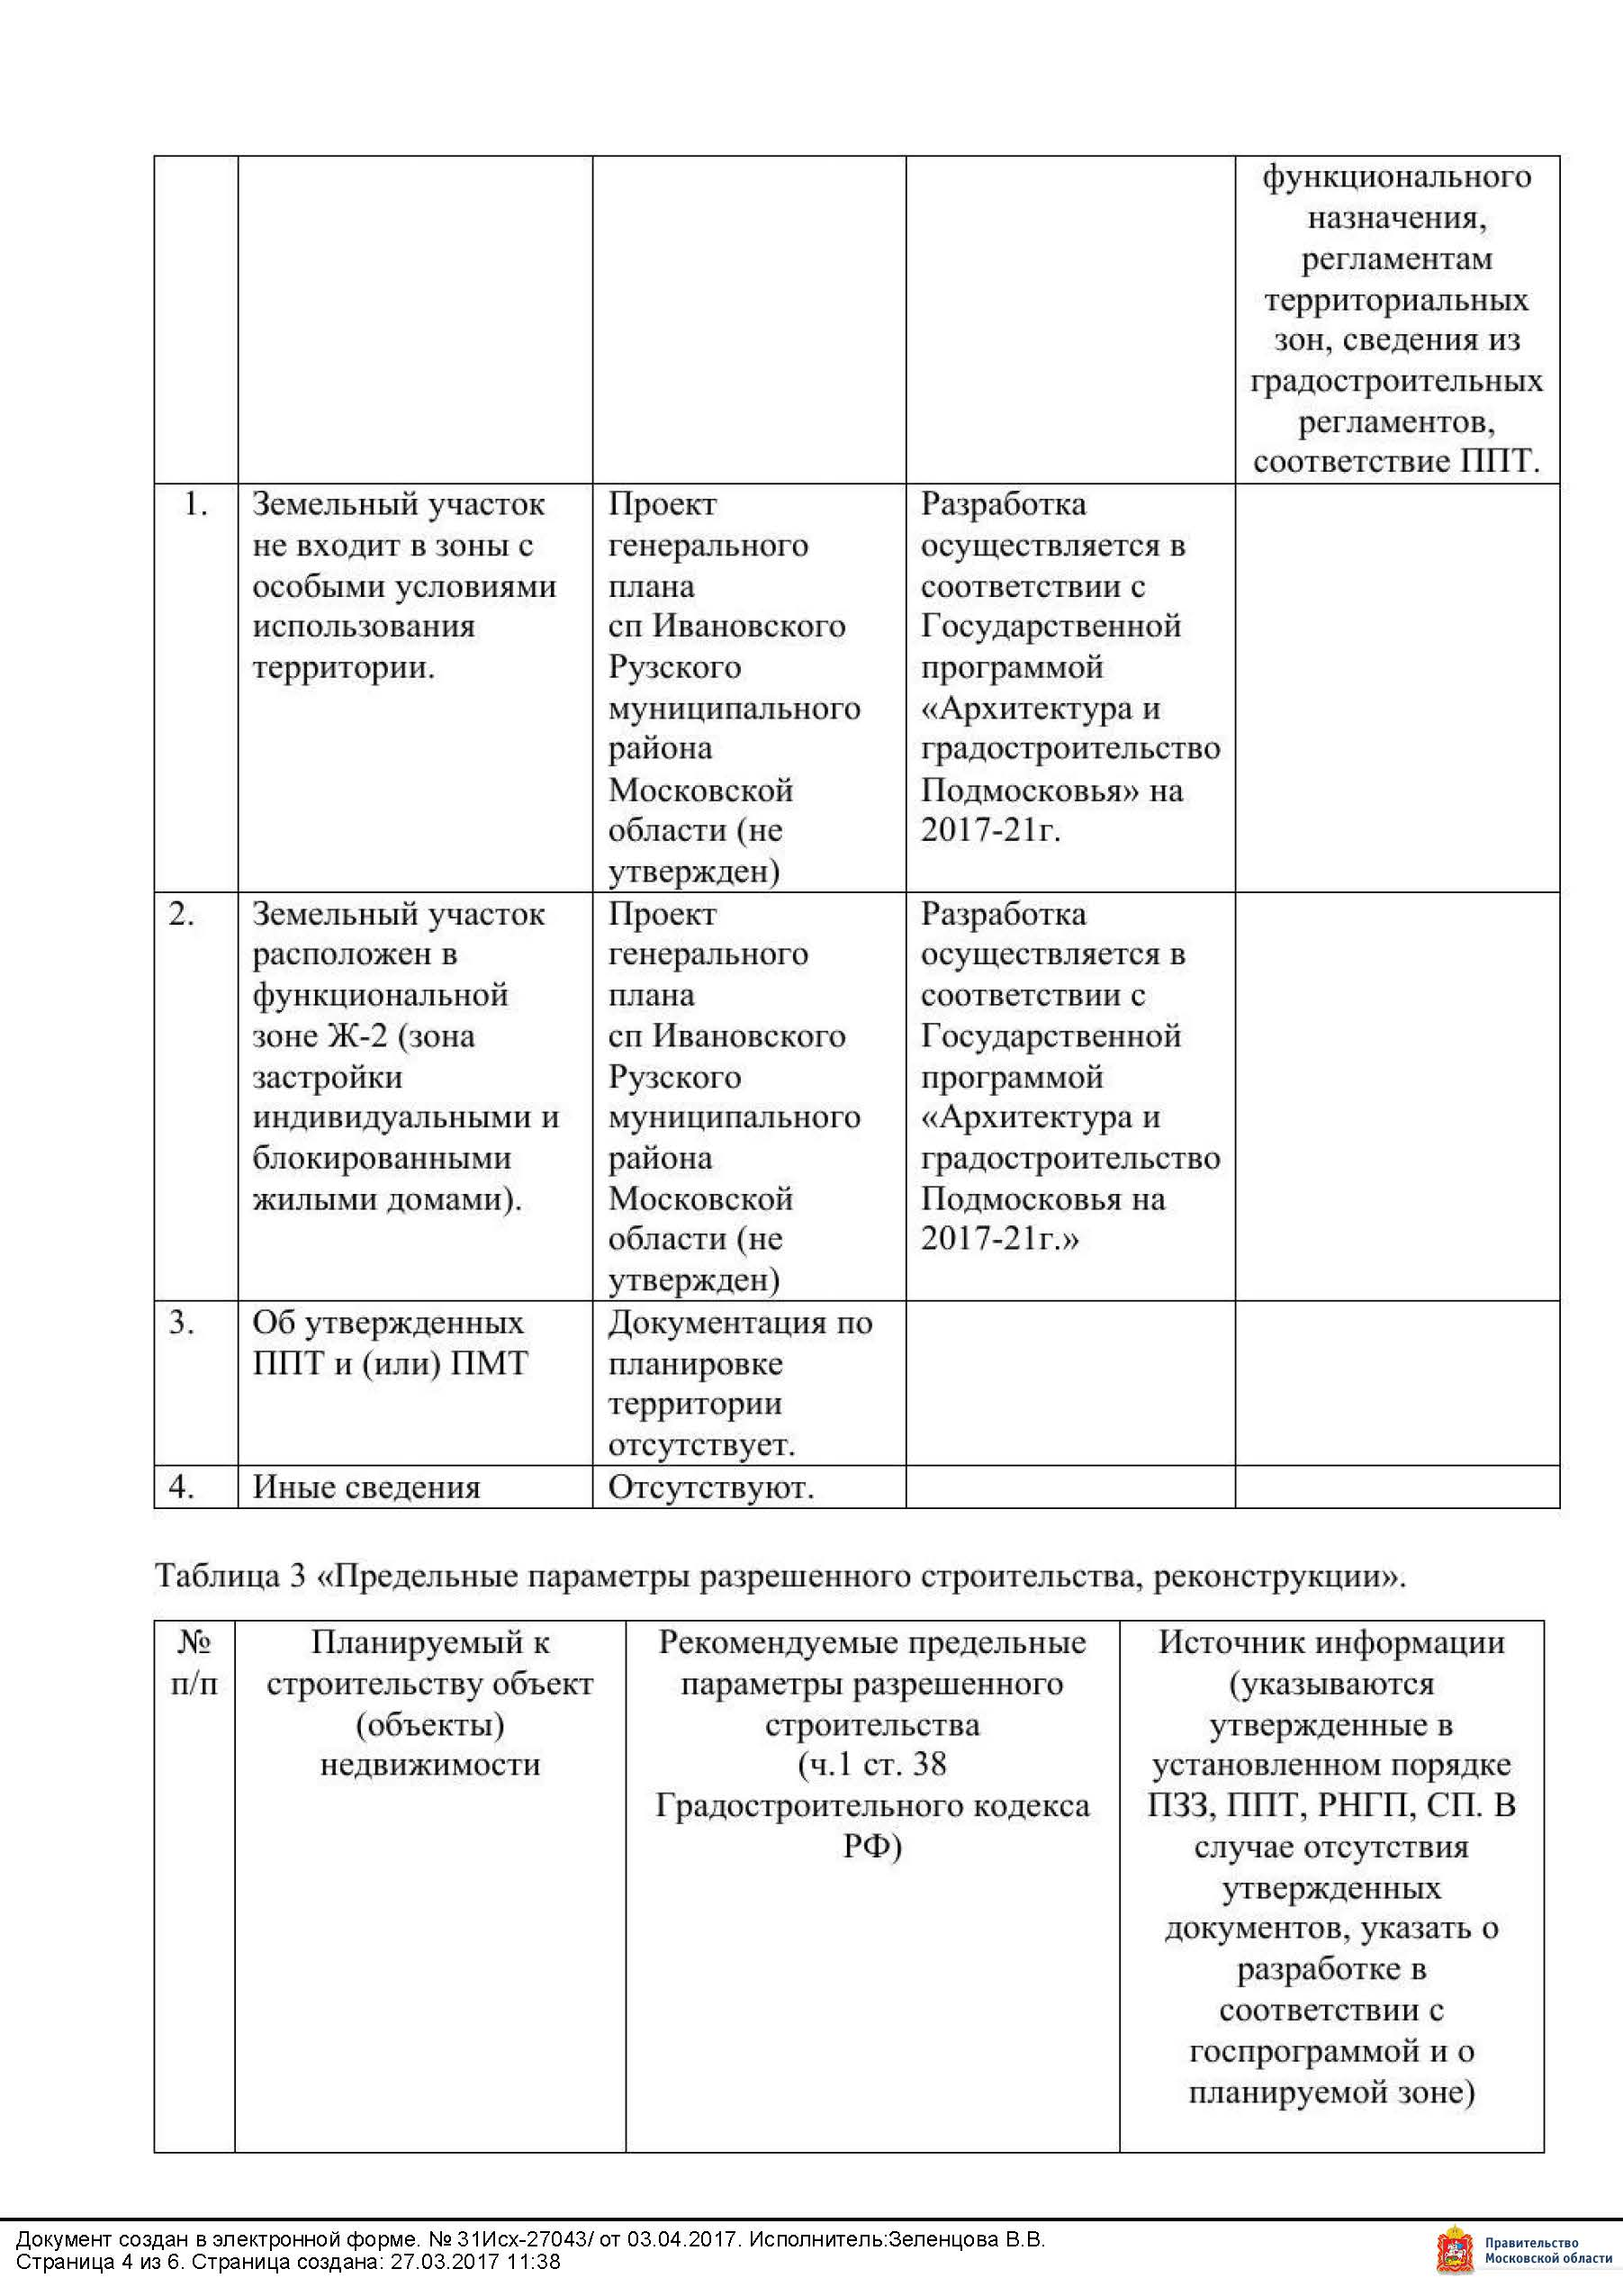 функционального
назначения,
регламентам
территориальных
зон, сведения из
градостроительных
регламентов,
соответствие ППТ.
1.
Земельный участок
не входит в зоны с
особыми условиями
использования
территории.
Проект
генерального
плана
сп Ивановского
Рузского
муниципального
района
Московской
области (не
утвержден)
Разработка
осуществляется в
соответствии с
Государственной
программой
«Архитектура и
градостроительство
Подмосковья» на
2017-21г.
2.
Земельный участок
расположен в
функциональной
зоне Ж-2 (зона
застройки
индивидуальными и
блокированными
жилыми домами).
Проект
генерального
плана
сп Ивановского
Рузского
муниципального
района
Московской
области (не
утвержден)
Разработка
осуществляется в
соответствии с
Государственной
программой
«Архитектура и
градостроительство
Подмосковья на
2017-21г.»
3.
Об утвержденных
ППТ и (или) ПМТ
Документация по
планировке
территории
отсутствует.
4.
Иные сведения
Отсутствуют.
Таблица 3 «Предельные параметры разрешенного строительства, реконструкции».
№
п/п
Планируемый к
строительству объект
(объекты)
недвижимости
Рекомендуемые предельные
параметры разрешенного
строительства
(ч.1 ст. 38
Градостроительного кодекса
РФ)
Источник информации
(указываются
утвержденные в
установленном порядке
ПЗЗ, ППТ, РНГП, СП. В
случае отсутствия
утвержденных
документов, указать о
разработке в
соответствии с
госпрограммой и о
планируемой зоне)
Документ создан в электронной форме. № 31Исх-27043/ от 03.04.2017. Исполнитель:Зеленцова В.В.
Страница 4 из 6. Страница создана: 27.03.2017 11:38
Правительство
Московской области